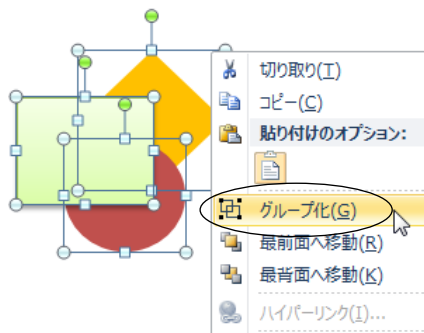 切り取り(T)
コピー(C)
貼り付けのオプション:
グループ化(G)
最前面へ移動(R)
最背面へ移動(K)
ハイパーリンク(I)...